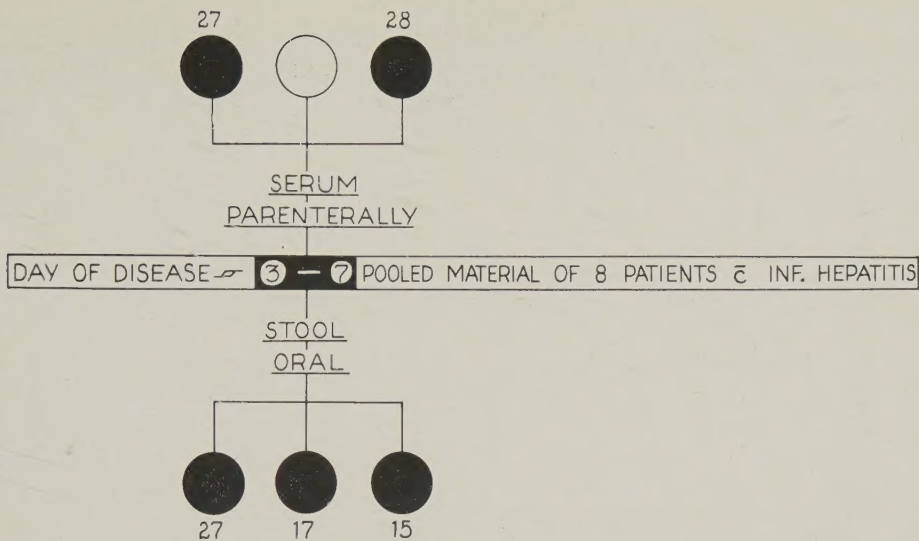 27 28
SERUM
PARENTERALLY
DAY OF DISEASE 3 — 7 POOLED MATERIAL OF 8 PATIENTS c̄ INF. HEPATITIS
STOOL
ORAL
27 17 15